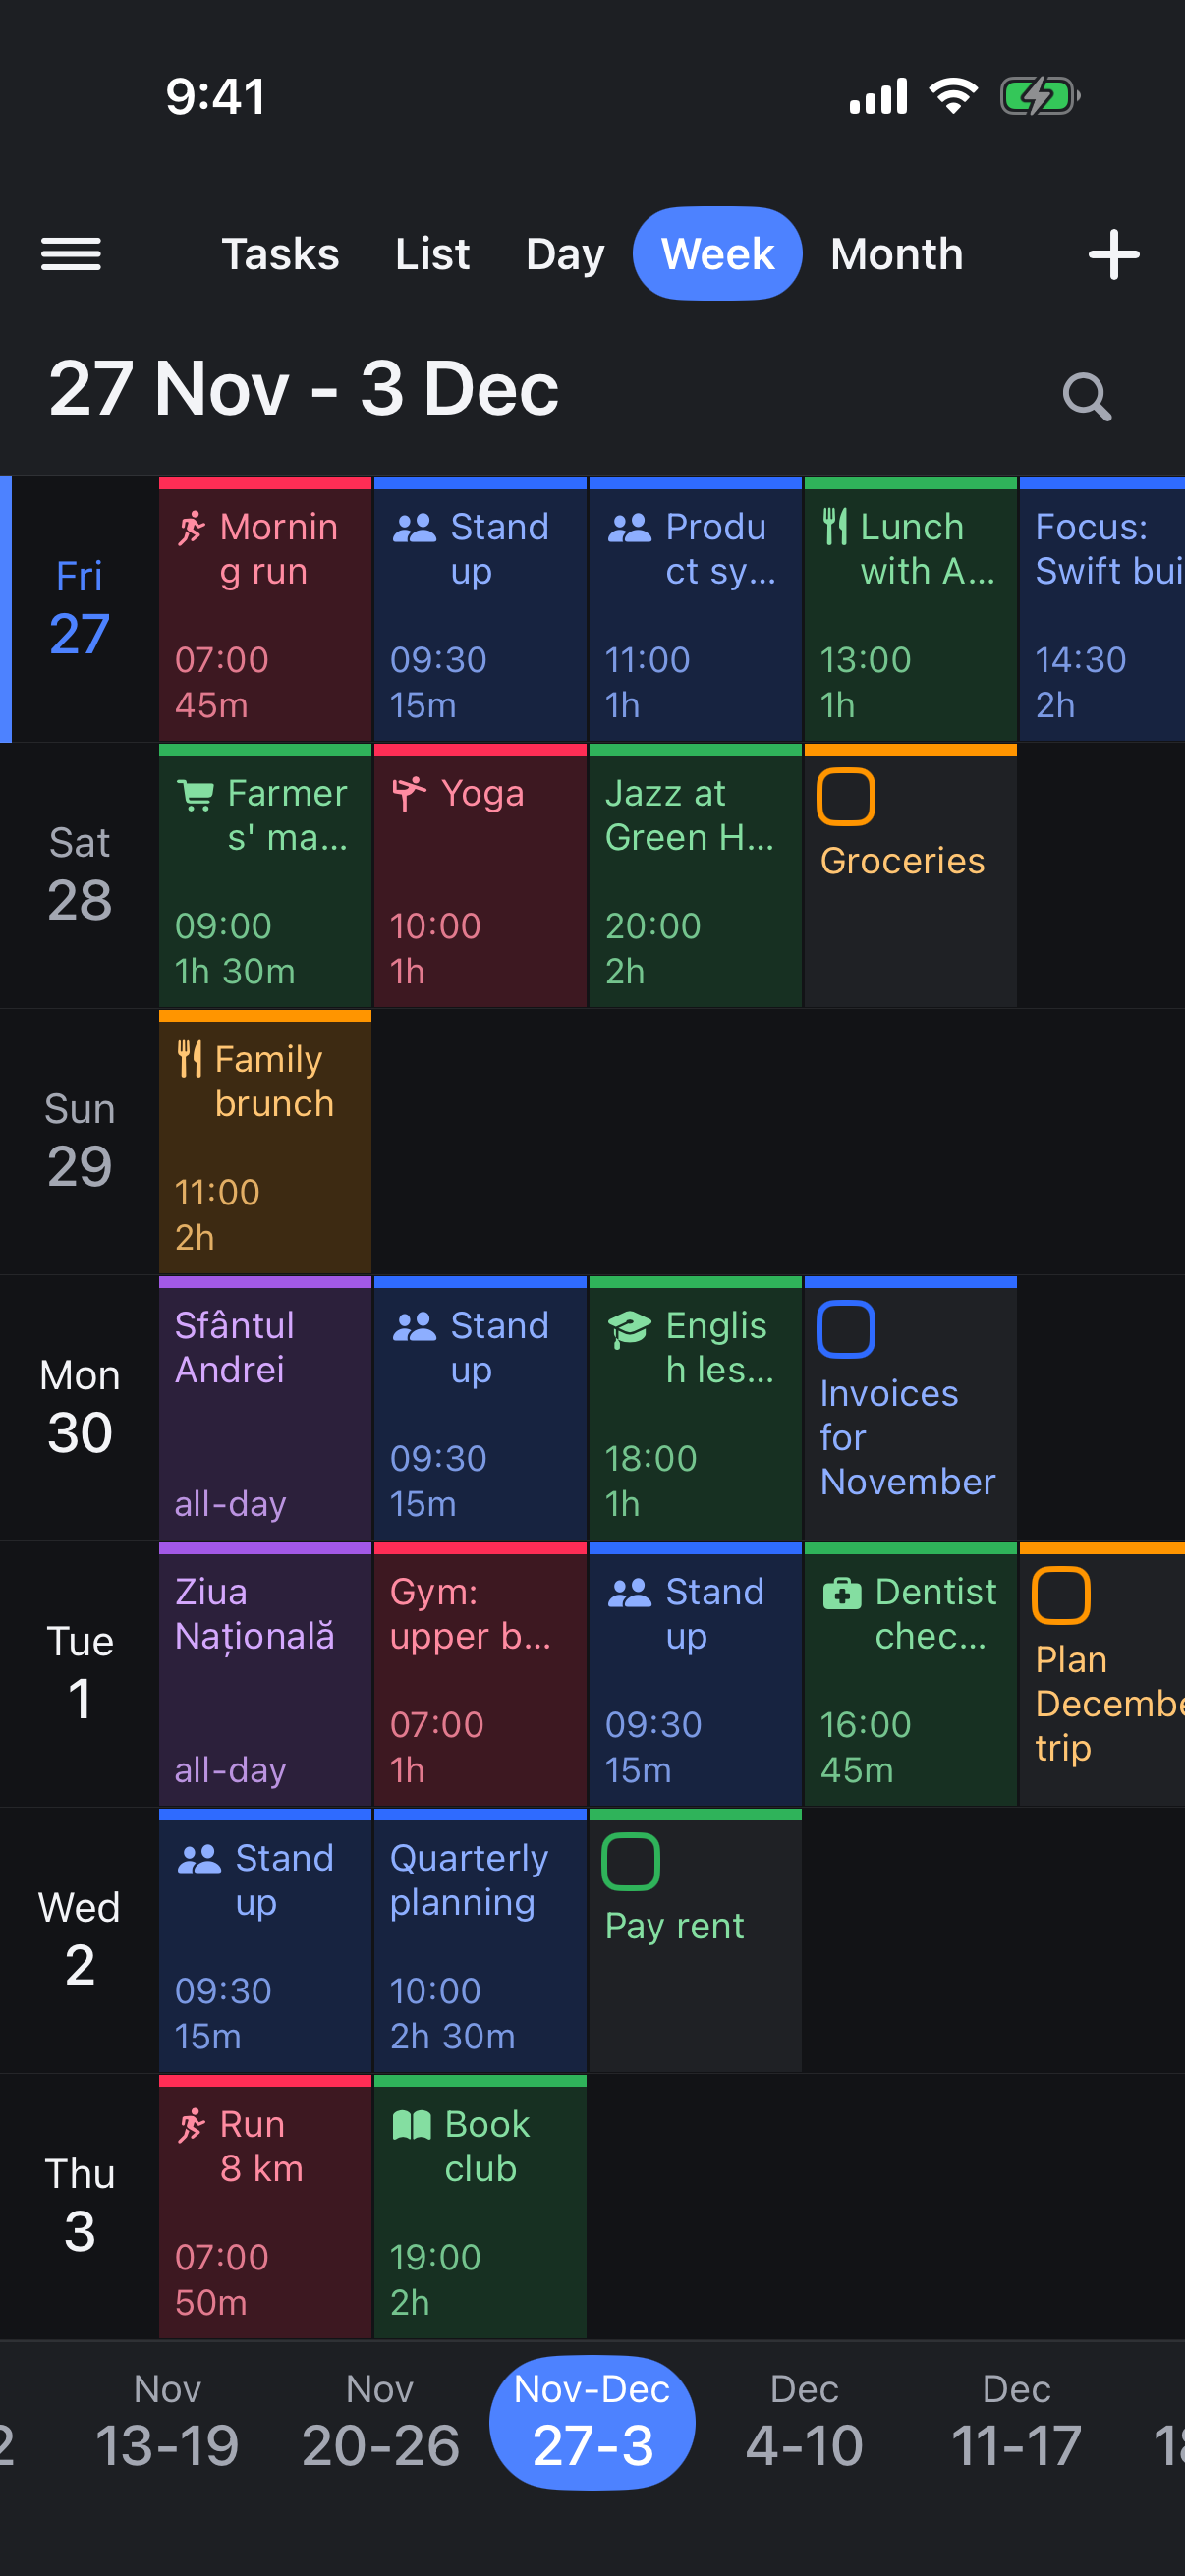 9:41
Tasks List Day Week Month
27 Nov - 3 Dec
Fri
27
Mornin
g run
07:00
45m
Stand
up
09:30
15m
Produ
ct sy...
11:00
1h
Lunch
with A...
13:00
1h
Focus:
Swift bui
14:30
2h
Sat
28
Farmer
s' ma...
09:00
1h 30m
Yoga
10:00
1h
Jazz at
Green H...
20:00
2h
Groceries
Sun
29
Family
brunch
11:00
2h
Mon
30
Sfântul
Andrei
all-day
Stand
up
09:30
15m
Englis
h les...
18:00
1h
Invoices
for
November
Tue
1
Ziua
Națională
all-day
Gym:
upper b...
07:00
1h
Stand
up
09:30
15m
Dentist
chec...
16:00
45m
Plan
Decembe
trip
Wed
2
Stand
up
09:30
15m
Quarterly
planning
10:00
2h 30m
Pay rent
Thu
3
Run
8 km
07:00
50m
Book
club
19:00
2h
2
Nov
13-19
Nov
20-26
Nov-Dec
27-3
Dec
4-10
Dec
11-17